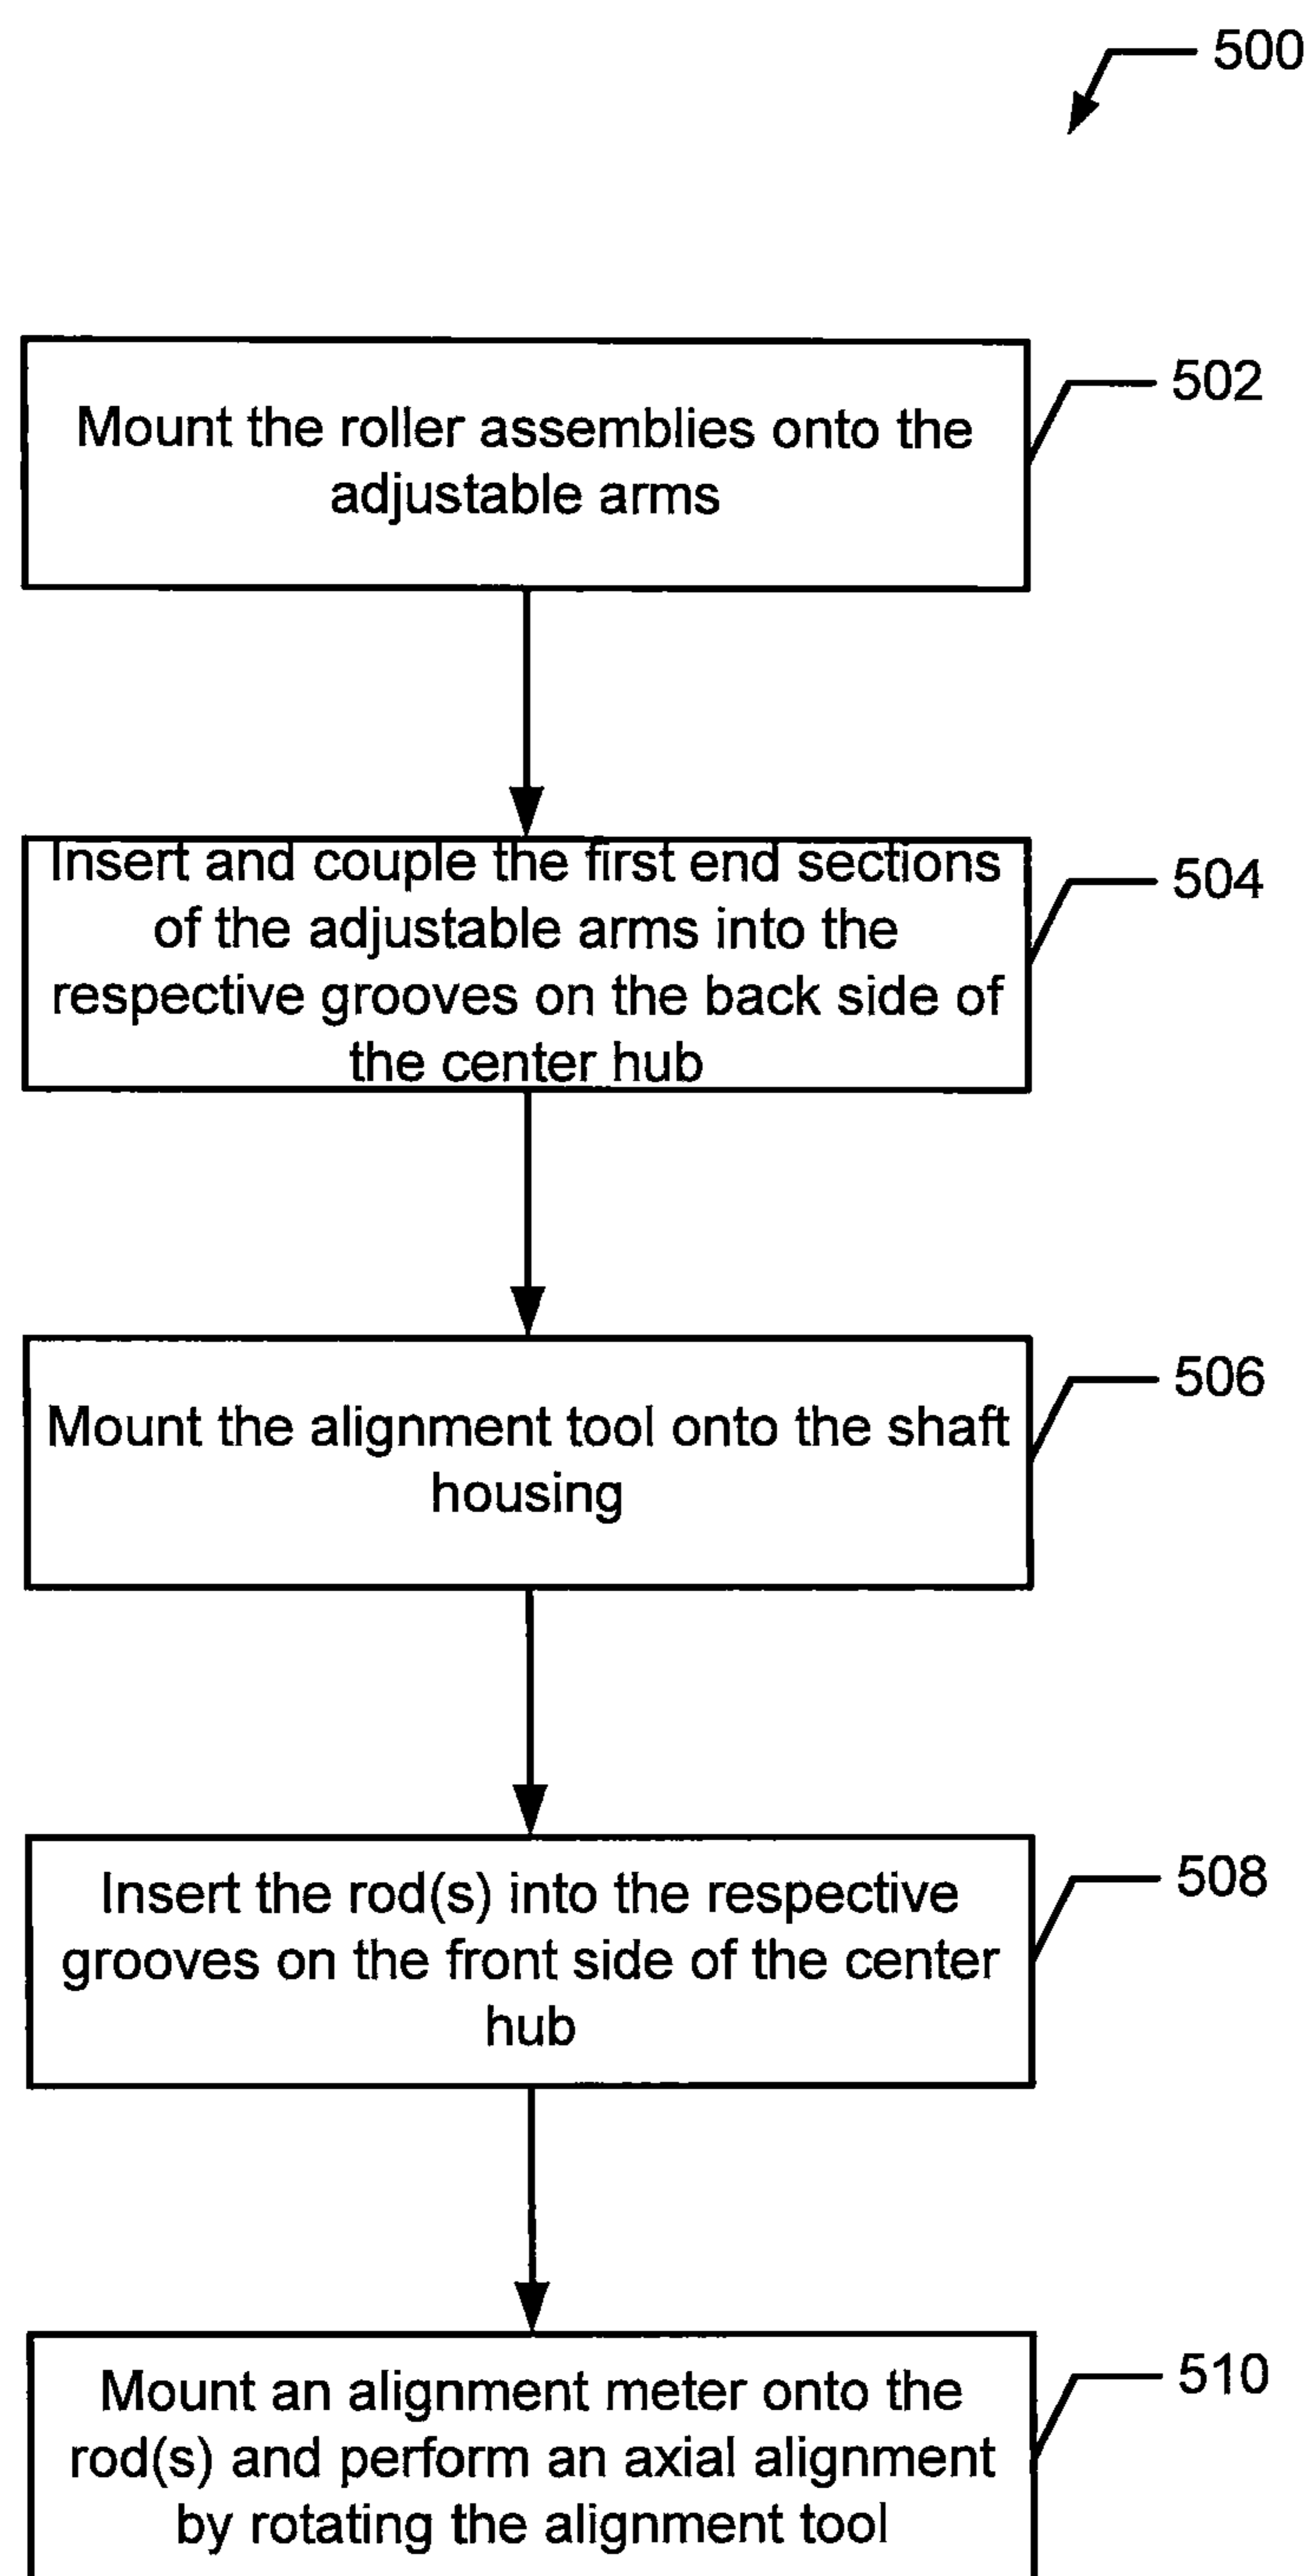 500
Mount the roller assemblies onto the
adjustable arms
502
Insert and couple the first end sections
of the adjustable arms into the
respective grooves on the back side of
the center hub
504
Mount the alignment tool onto the shaft
housing
506
Insert the rod(s) into the respective
grooves on the front side of the center
hub
508
Mount an alignment meter onto the
rod(s) and perform an axial alignment
by rotating the alignment tool
510